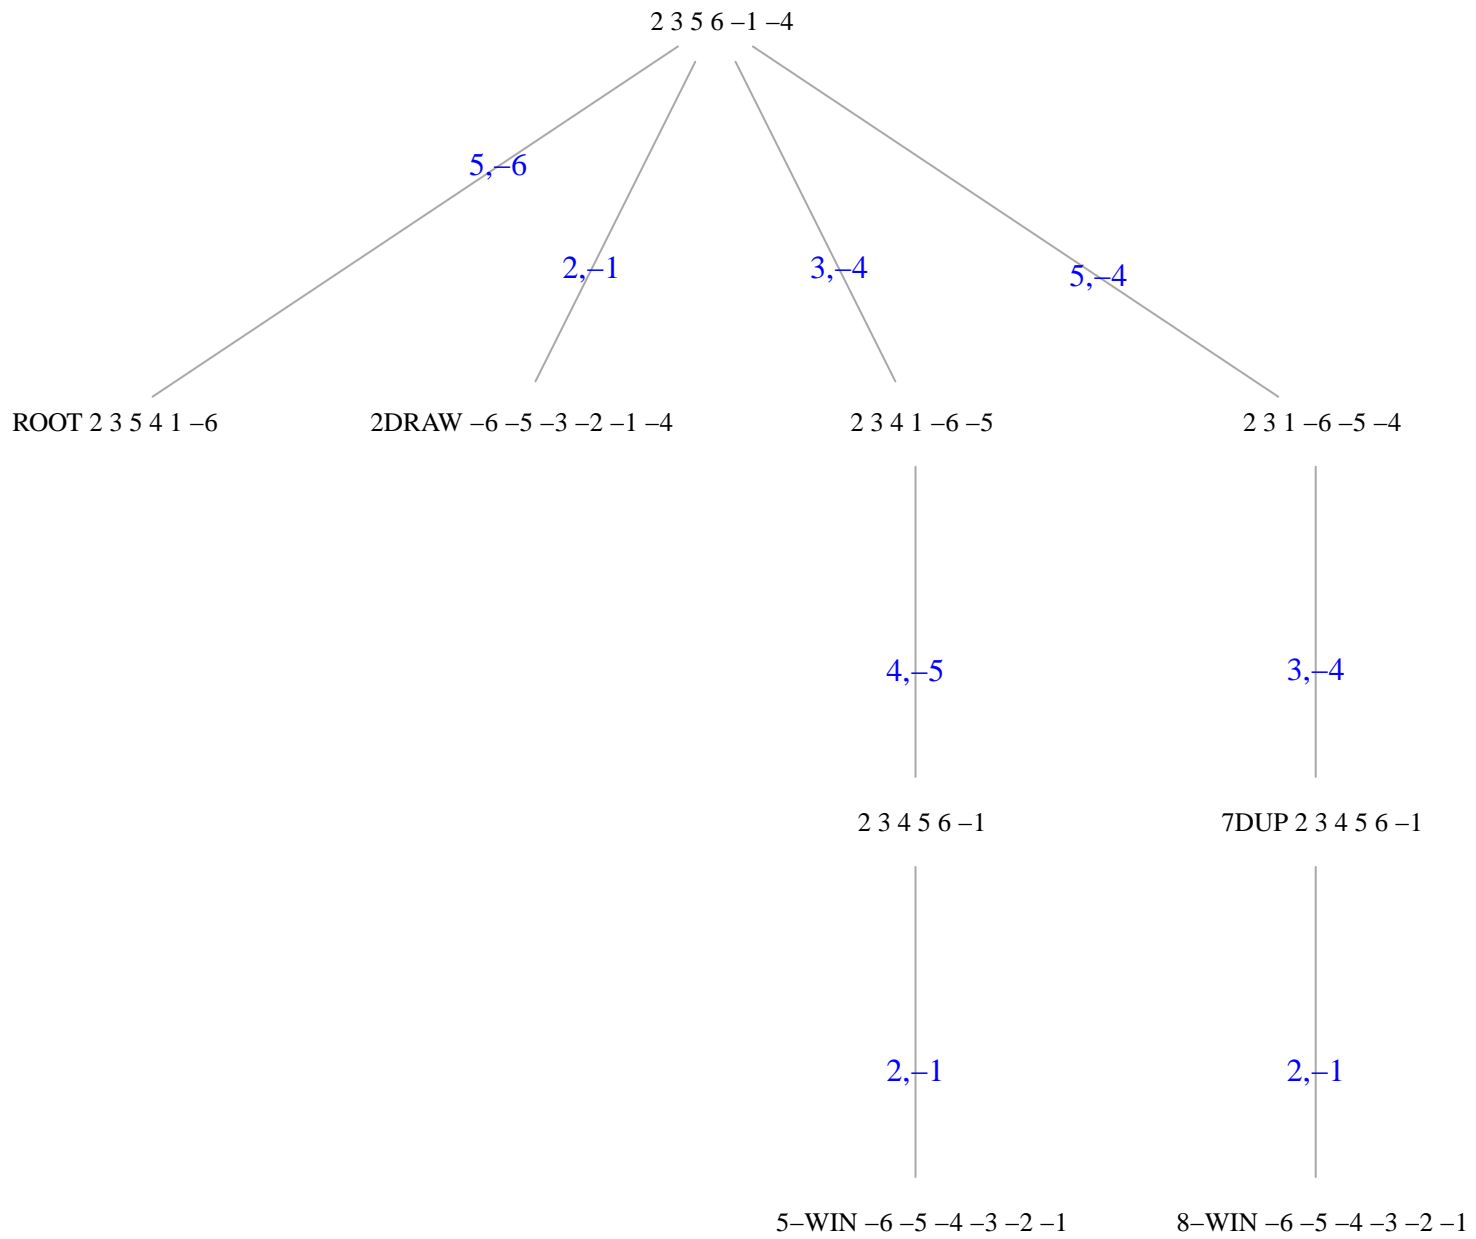 2 3 5 6 –1 –4
5,–6
2,–1
3,–4
5,–4
ROOT 2 3 5 4 1 –6
2DRAW –6 –5 –3 –2 –1 –4
2 3 4 1 –6 –5
2 3 1 –6 –5 –4
4,–5
3,–4
2 3 4 5 6 –1
7DUP 2 3 4 5 6 –1
2,–1
2,–1
5–WIN –6 –5 –4 –3 –2 –1
8–WIN –6 –5 –4 –3 –2 –1